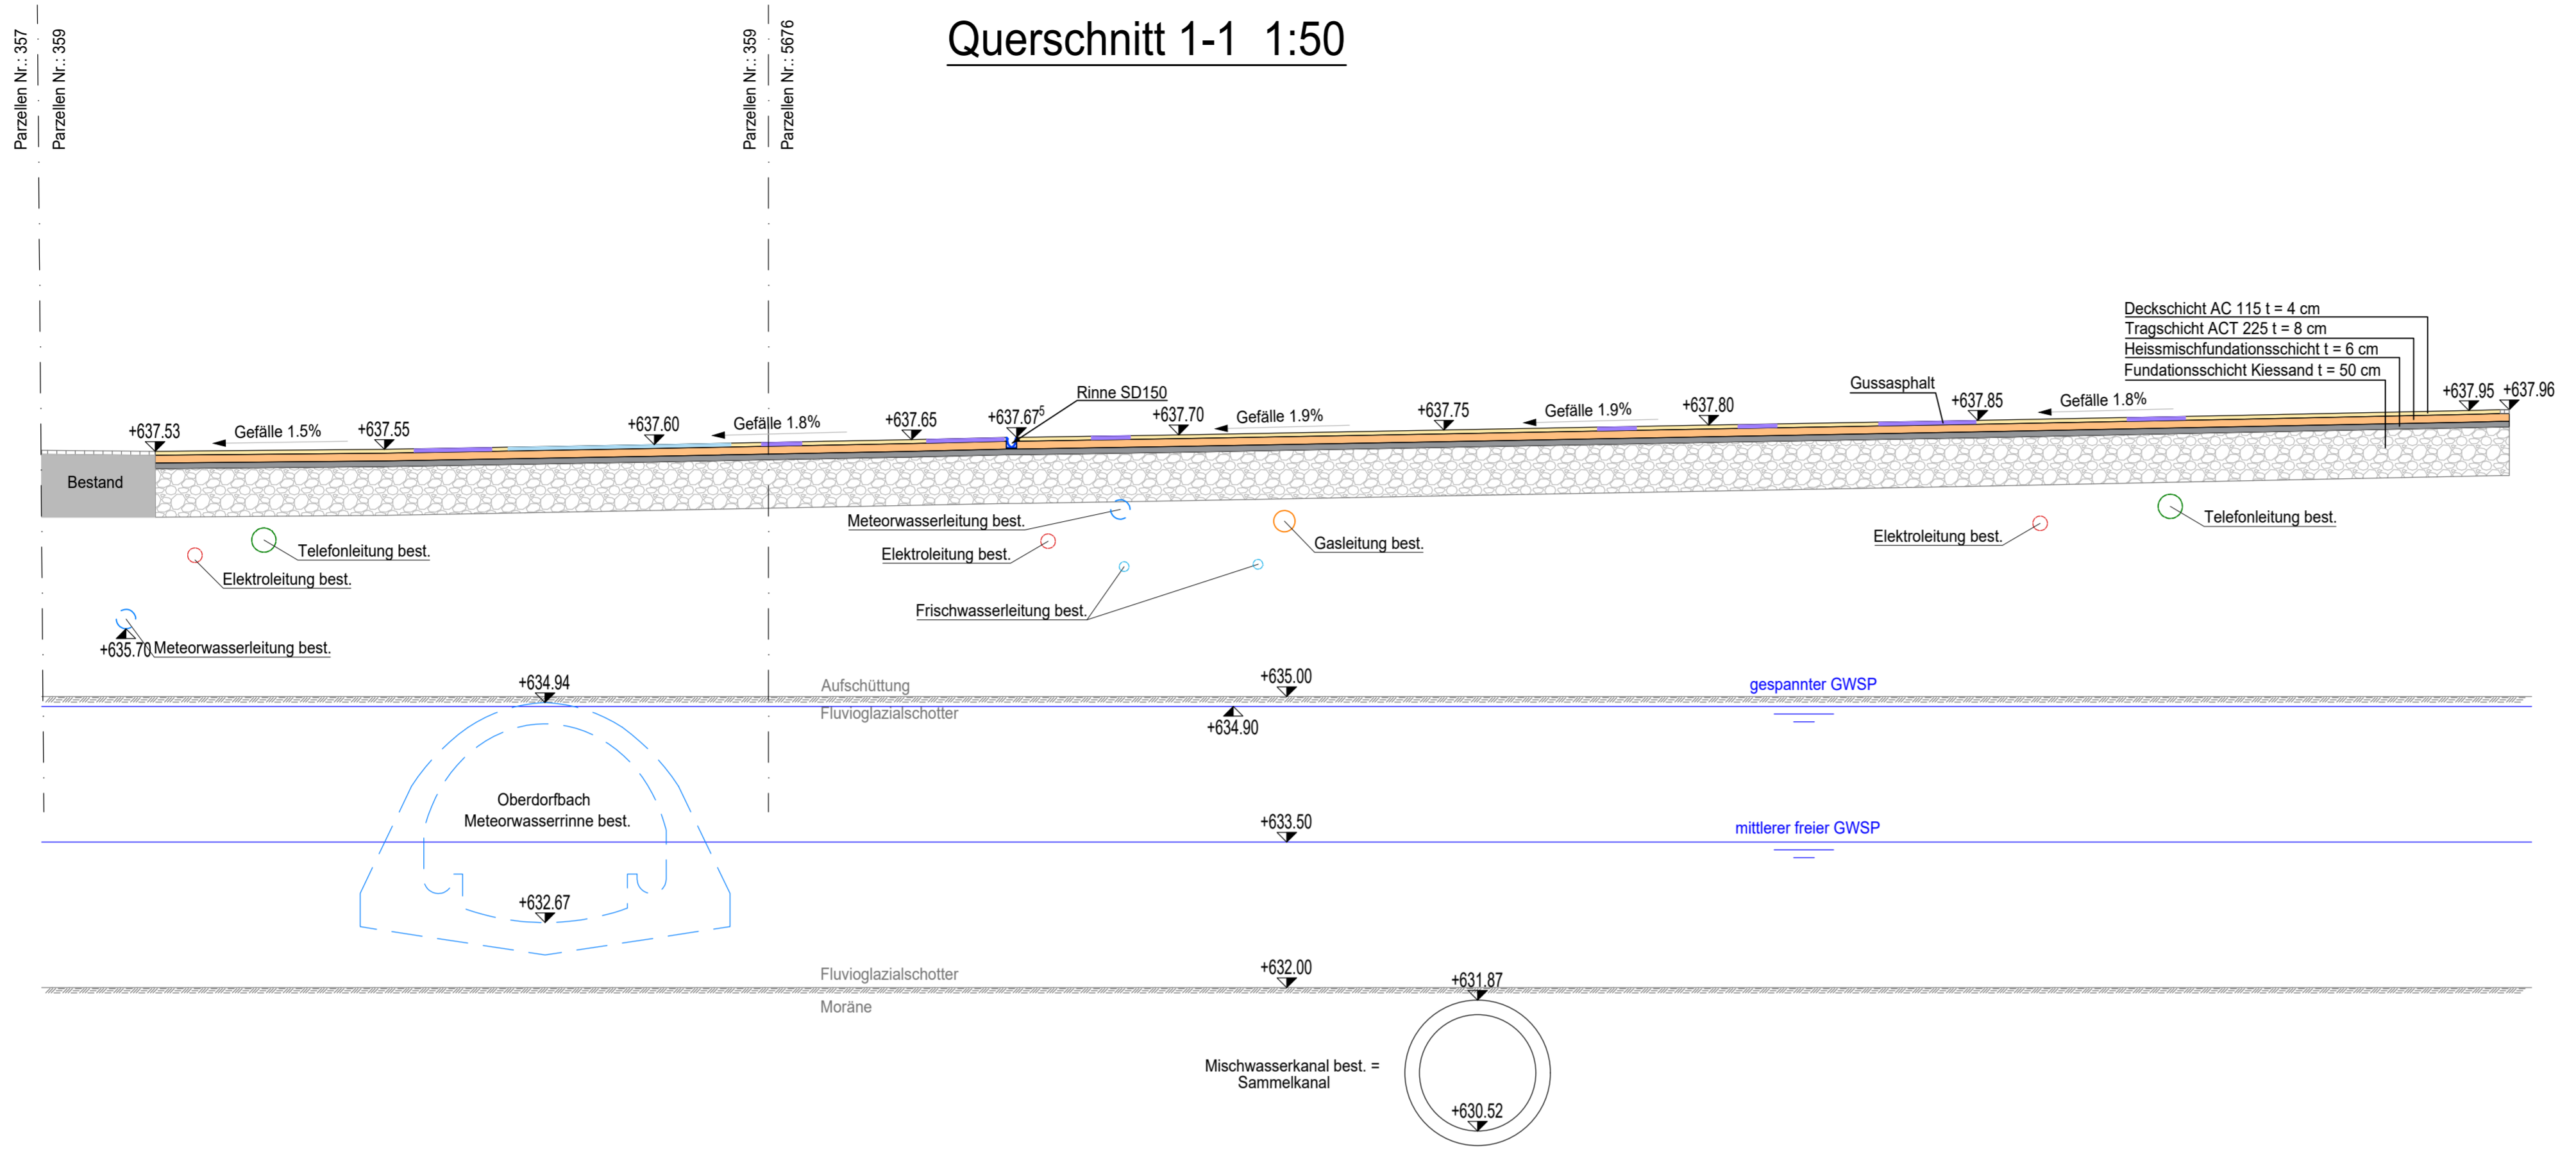 Querschnitt 1-1 1:50
Parzellen Nr.: 357
Parzellen Nr.: 359
Parzellen Nr.: 359
Parzellen Nr.: 5676
Deckschicht AC 115 t = 4 cm
Tragschicht ACT 225 t = 8 cm
Heissmischfundationsschicht t = 6 cm
Fundationsschicht Kiessand t = 50 cm
+637.53
Gefälle 1.5%
+637.55
+637.60
Gefälle 1.8%
+637.65
+637.67⁵
Rinne SD150
+637.70
Gefälle 1.9%
+637.75
Gefälle 1.9%
+637.80
Gussasphalt
+637.85
Gefälle 1.8%
+637.95
+637.96
Bestand
Telefonleitung best.
Elektroleitung best.
+635.70
Meteorwasserleitung best.
Meteorwasserleitung best.
Elektroleitung best.
Gasleitung best.
Frischwasserleitung best.
Elektroleitung best.
Telefonleitung best.
+634.94
Aufschüttung
+635.00
gespannter GWSP
Fluvioglazialschotter
+634.90
Oberdorfbach
Meteorwasserrinne best.
+633.50
mittlerer freier GWSP
+632.67
Fluvioglazialschotter
+632.00
Moräne
+631.87
Mischwasserkanal best. =
Sammelkanal
+630.52